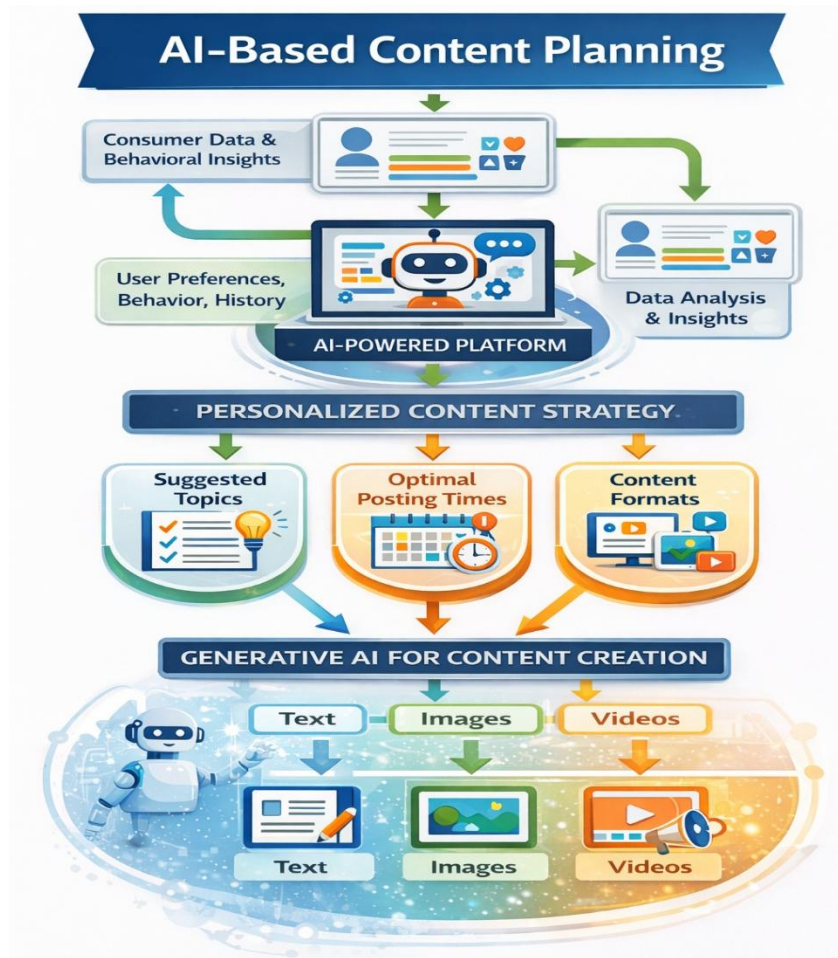 AI-Based Content Planning
Consumer Data &
Behavioral Insights
User Preferences,
Behavior, History
Data Analysis
& Insights
AI-POWERED PLATFORM
PERSONALIZED CONTENT STRATEGY
Suggested
Topics
Optimal
Posting Times
Content
Formats
GENERATIVE AI FOR CONTENT CREATION
Text
Images
Videos
Text
Images
Videos